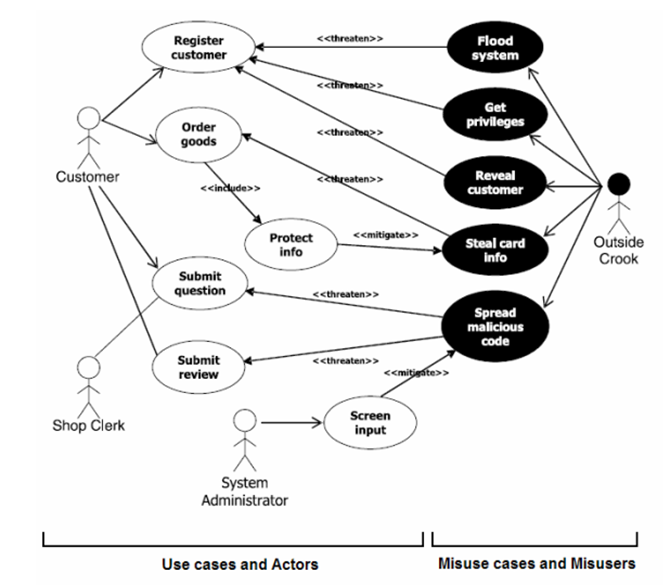 Register
customer
<<threaten>>
Flood
system
<<threaten>>
Get
privileges
Order
goods
<<threaten>>
Customer
<<include>>
<<threaten>>
Reveal
customer
Outside
Crook
Protect
info
<<mitigate>>
Steal card
info
Submit
question
<<threaten>>
Spread
malicious
code
Submit
review
<<threaten>>
<<mitigate>>
Shop Clerk
Screen
input
System
Administrator
Use cases and Actors
Misuse cases and Misusers